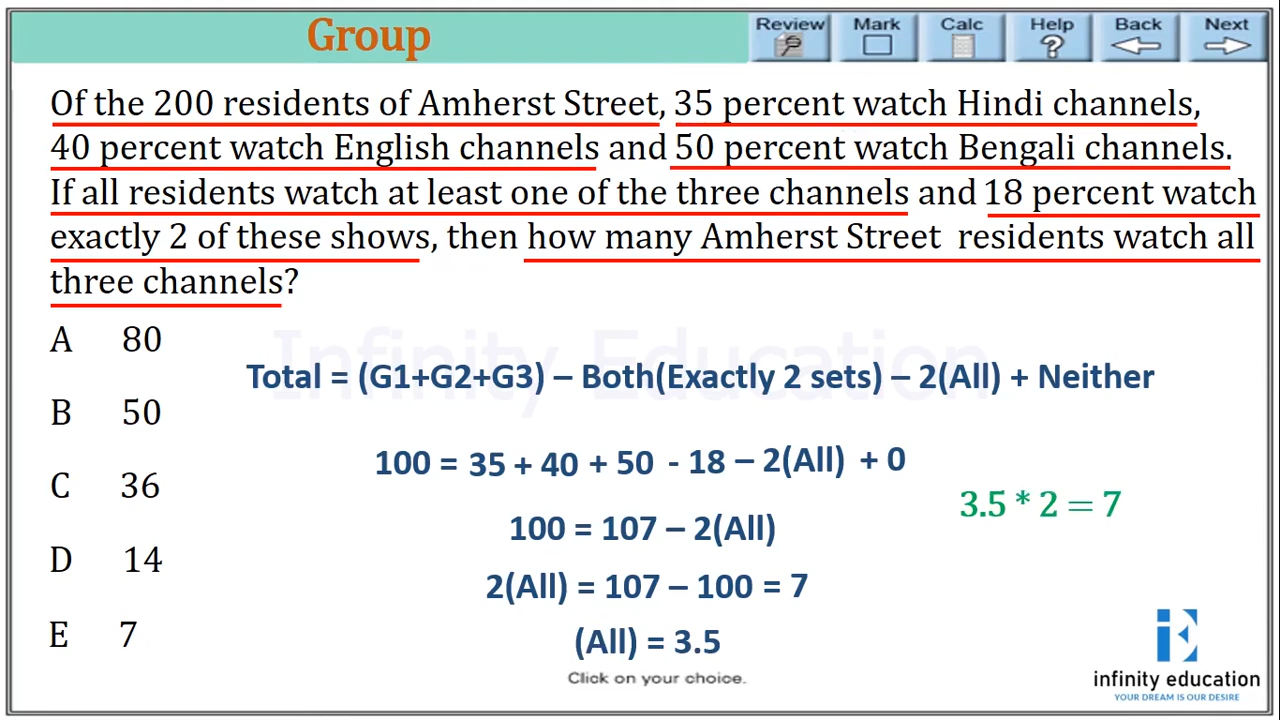 Group
Review Mark Calc Help Back Next
Of the 200 residents of Amherst Street, 35 percent watch Hindi channels,
40 percent watch English channels and 50 percent watch Bengali channels.
If all residents watch at least one of the three channels and 18 percent watch
exactly 2 of these shows, then how many Amherst Street residents watch all
three channels?
A 80
Infinity Education
Total = (G1+G2+G3) – Both(Exactly 2 sets) – 2(All) + Neither
B 50
100 = 35 + 40 + 50 - 18 – 2(All) + 0
C 36
3.5 * 2 = 7
100 = 107 – 2(All)
D 14
2(All) = 107 – 100 = 7
E 7
(All) = 3.5
Click on your choice.
iE
infinity education
YOUR DREAM IS OUR DESIRE